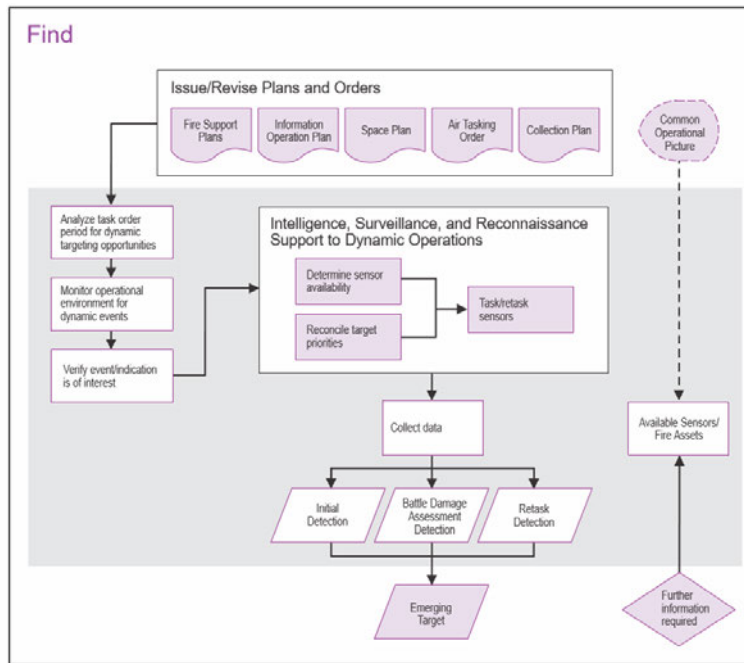 Find
Issue/Revise Plans and Orders
Fire Support
Plans
Information
Operation Plan
Space Plan
Air Tasking
Order
Collection Plan
Common
Operational
Picture
Analyze task order
period for dynamic
targeting opportunities
Monitor operational
environment for
dynamic events
Verify event/indication
is of interest
Intelligence, Surveillance, and Reconnaissance
Support to Dynamic Operations
Determine sensor
availability
Reconcile target
priorities
Task/retask
sensors
Collect data
Available Sensors/
Fire Assets
Initial
Detection
Battle Damage
Assessment
Detection
Retask
Detection
Emerging
Target
Further
information
required